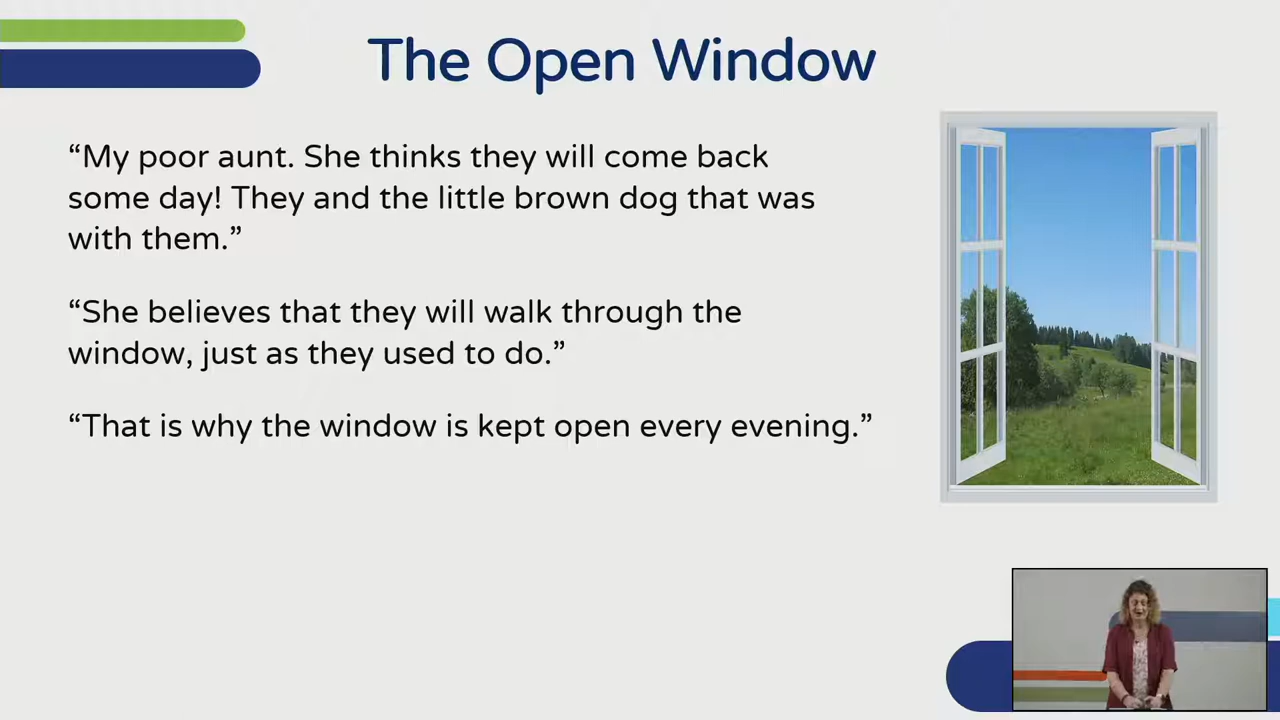 The Open Window
“My poor aunt. She thinks they will come back
some day! They and the little brown dog that was
with them.”
“She believes that they will walk through the
window, just as they used to do.”
“That is why the window is kept open every evening.”